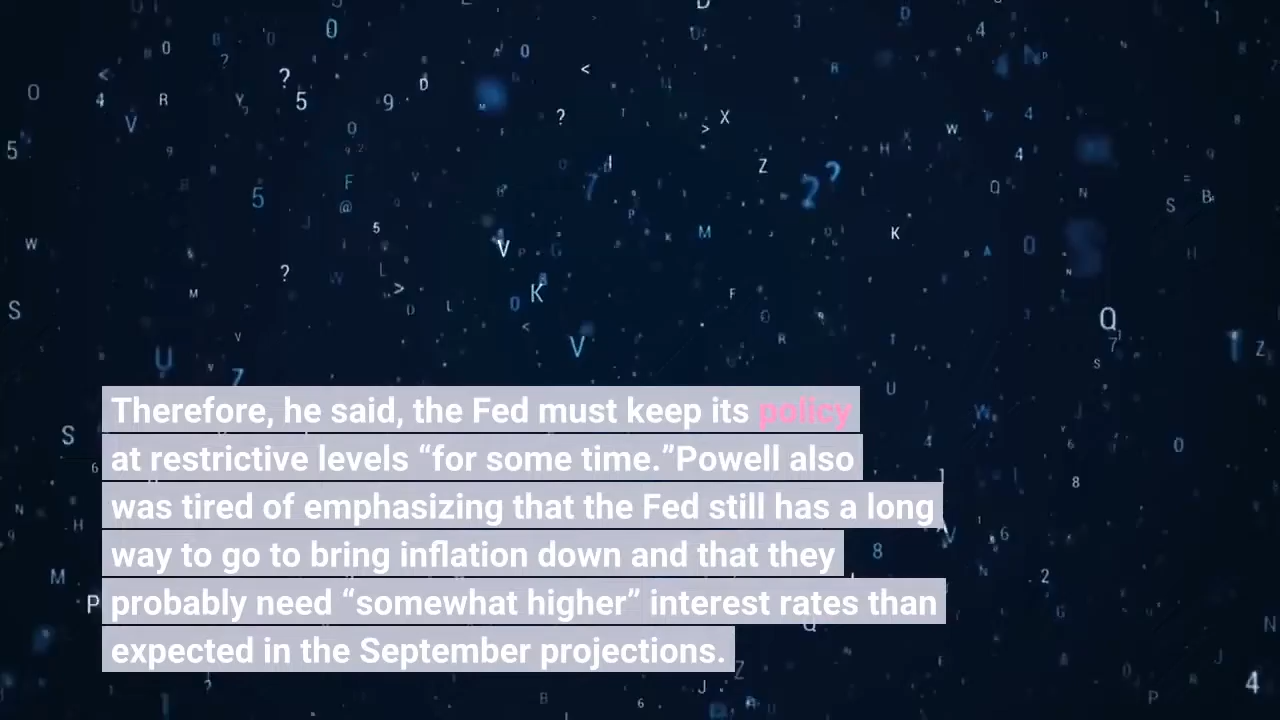 Therefore, he said, the Fed must keep its policy
at restrictive levels “for some time.”Powell also
was tired of emphasizing that the Fed still has a long
way to go to bring inflation down and that they
probably need “somewhat higher” interest rates than
expected in the September projections.